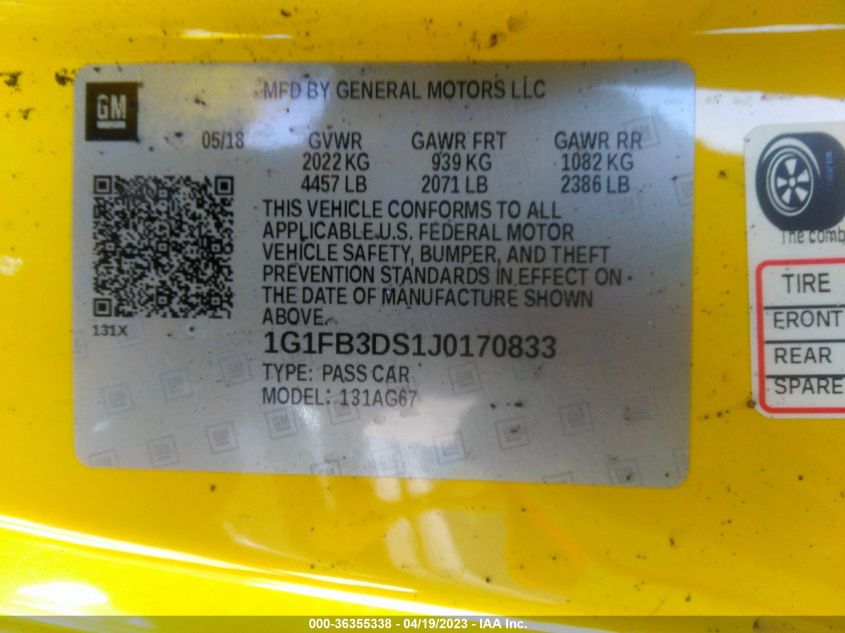 GM
MFD BY GENERAL MOTORS LLC
05/18 GVWR GAWR FRT GAWR RR
2022 KG 939 KG 1082 KG
4457 LB 2071 LB 2386 LB
THIS VEHICLE CONFORMS TO ALL
APPLICABLE U.S. FEDERAL MOTOR
VEHICLE SAFETY, BUMPER, AND THEFT
PREVENTION STANDARDS IN EFFECT ON
THE DATE OF MANUFACTURE SHOWN
ABOVE.
131X
1G1FB3DS1J0170833
TYPE: PASS CAR
MODEL: 131AG67
The comb
TIRE
FRONT
REAR
SPARE
000-36355338 - 04/19/2023 - IAA Inc.